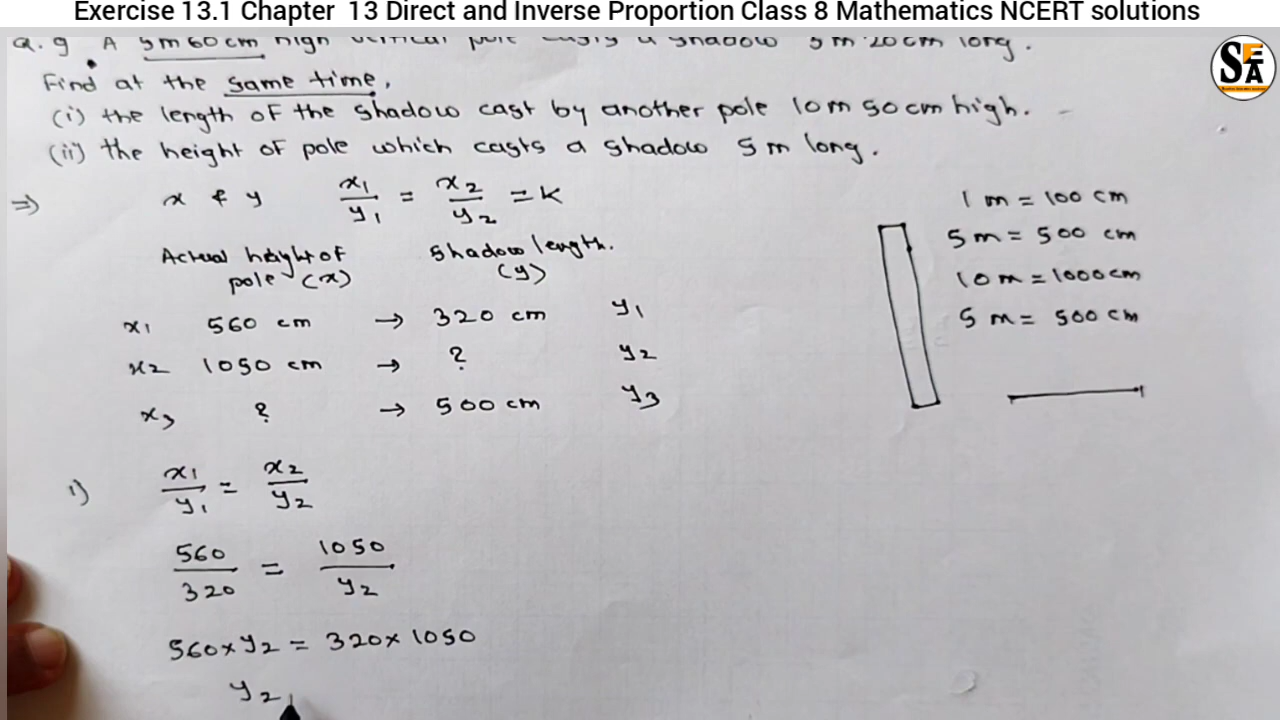 Exercise 13.1 Chapter 13 Direct and Inverse Proportion Class 8 Mathematics NCERT solutions
Q.9 A 5m60cm high vertical pole casts a shadow 3m 20cm long.
Find at the same time,
(i) the length of the shadow cast by another pole 10m 50cm high.
(ii) the height of pole which casts a shadow 5m long.
⇒ x & y x1/y1 = x2/y2 = K
Actual height of pole (x)
Shadow length. (y)
x1 560 cm → 320 cm y1
x2 1050 cm → ? y2
x3 ? → 500 cm y3
1 m = 100 cm
5 m = 500 cm
10 m = 1000 cm
5 m = 500 cm
1) x1/y1 = x2/y2
560/320 = 1050/y2
560 × y2 = 320 × 1050
y2
SFA